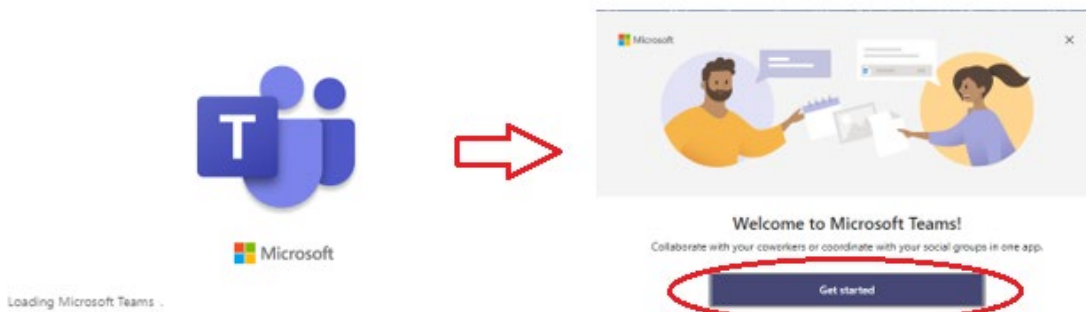 T
Microsoft
Loading Microsoft Teams .
Microsoft
Welcome to Microsoft Teams!
Collaborate with your coworkers or coordinate with your social groups in one app.
Get started